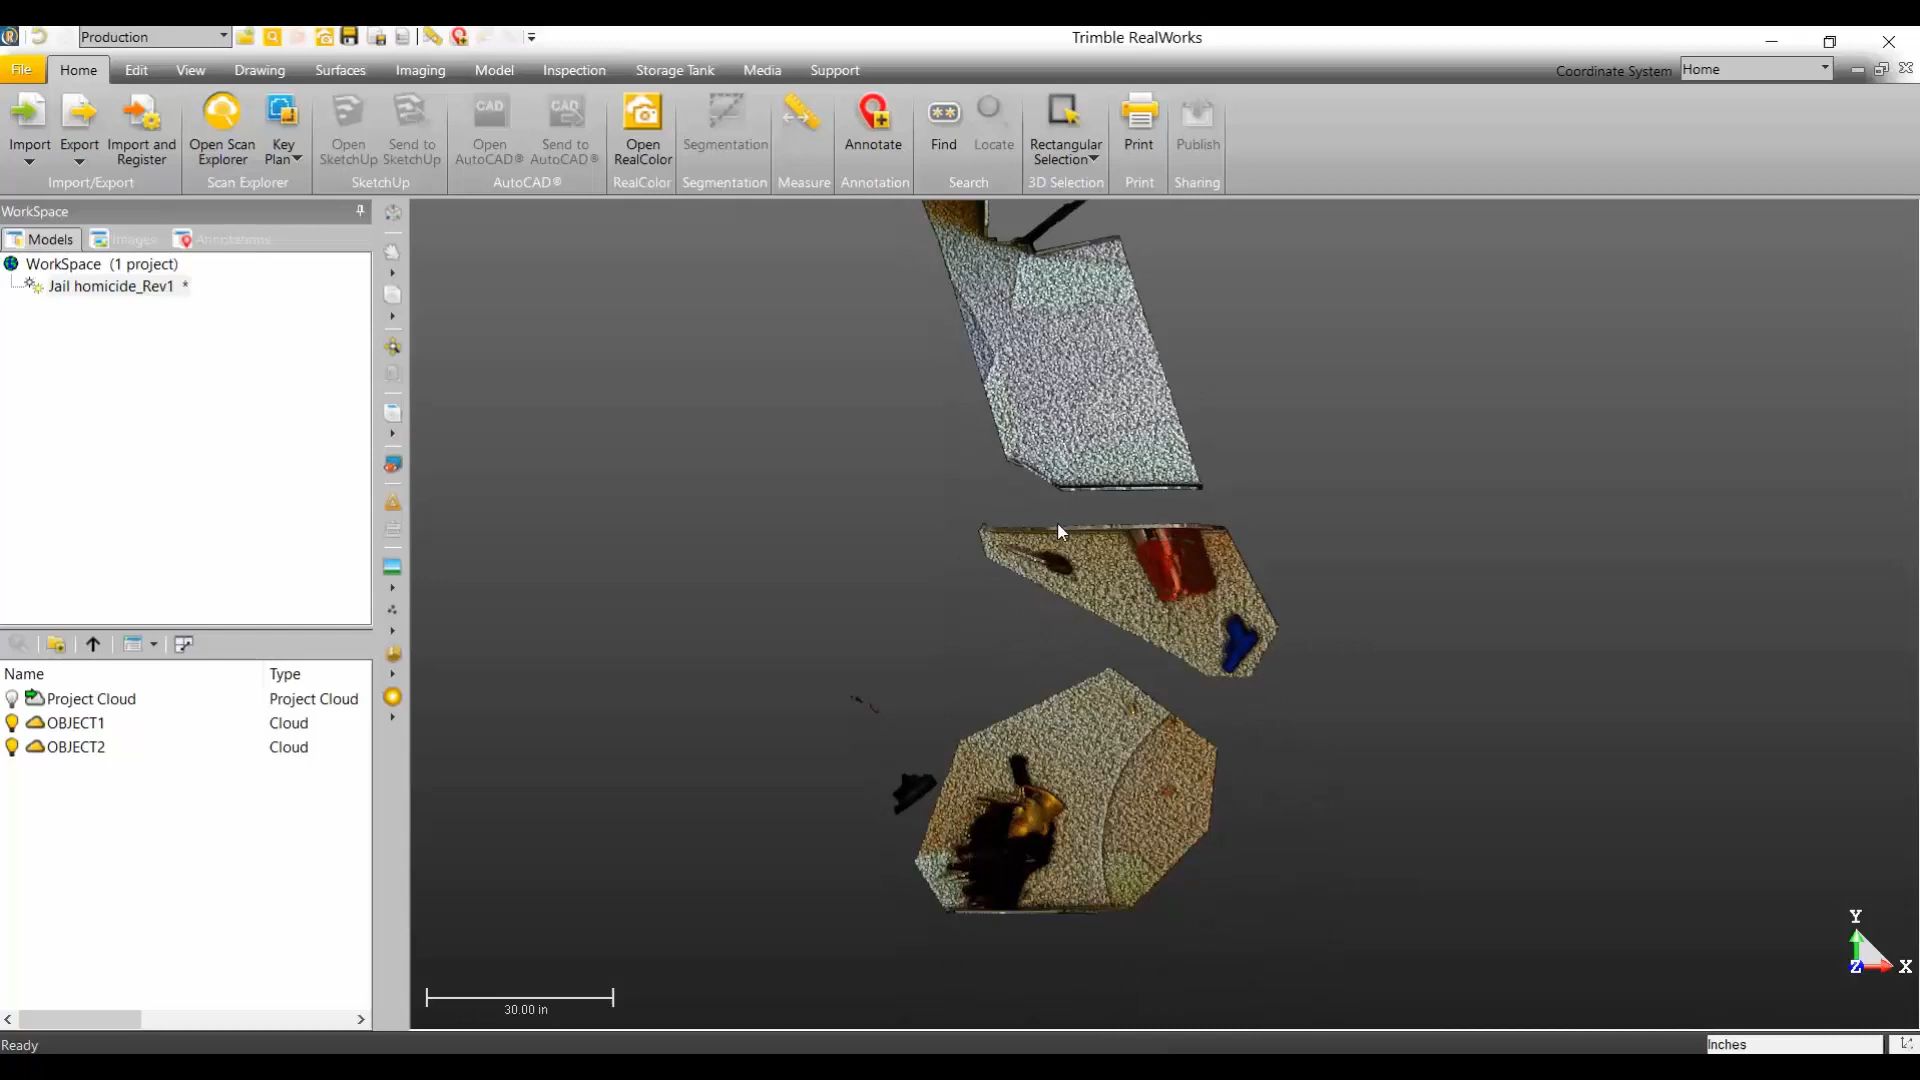 Production
Trimble RealWorks
File Home Edit View Drawing Surfaces Imaging Model Inspection Storage Tank Media Support
Coordinate System Home
Import Export Import and Register Open Scan Explorer Key Plan Open SketchUp Send to SketchUp Open AutoCAD® Send to AutoCAD® Open RealColor Segmentation Annotate Find Locate Rectangular Selection Print Publish
Import/Export Scan Explorer SketchUp AutoCAD® RealColor Segmentation Measure Annotation Search 3D Selection Print Sharing
WorkSpace
Models Images Annotations
WorkSpace (1 project)
Jail homicide_Rev1 *
Name Type
Project Cloud Project Cloud
OBJECT1 Cloud
OBJECT2 Cloud
Y
Z X
30.00 in
Ready Inches